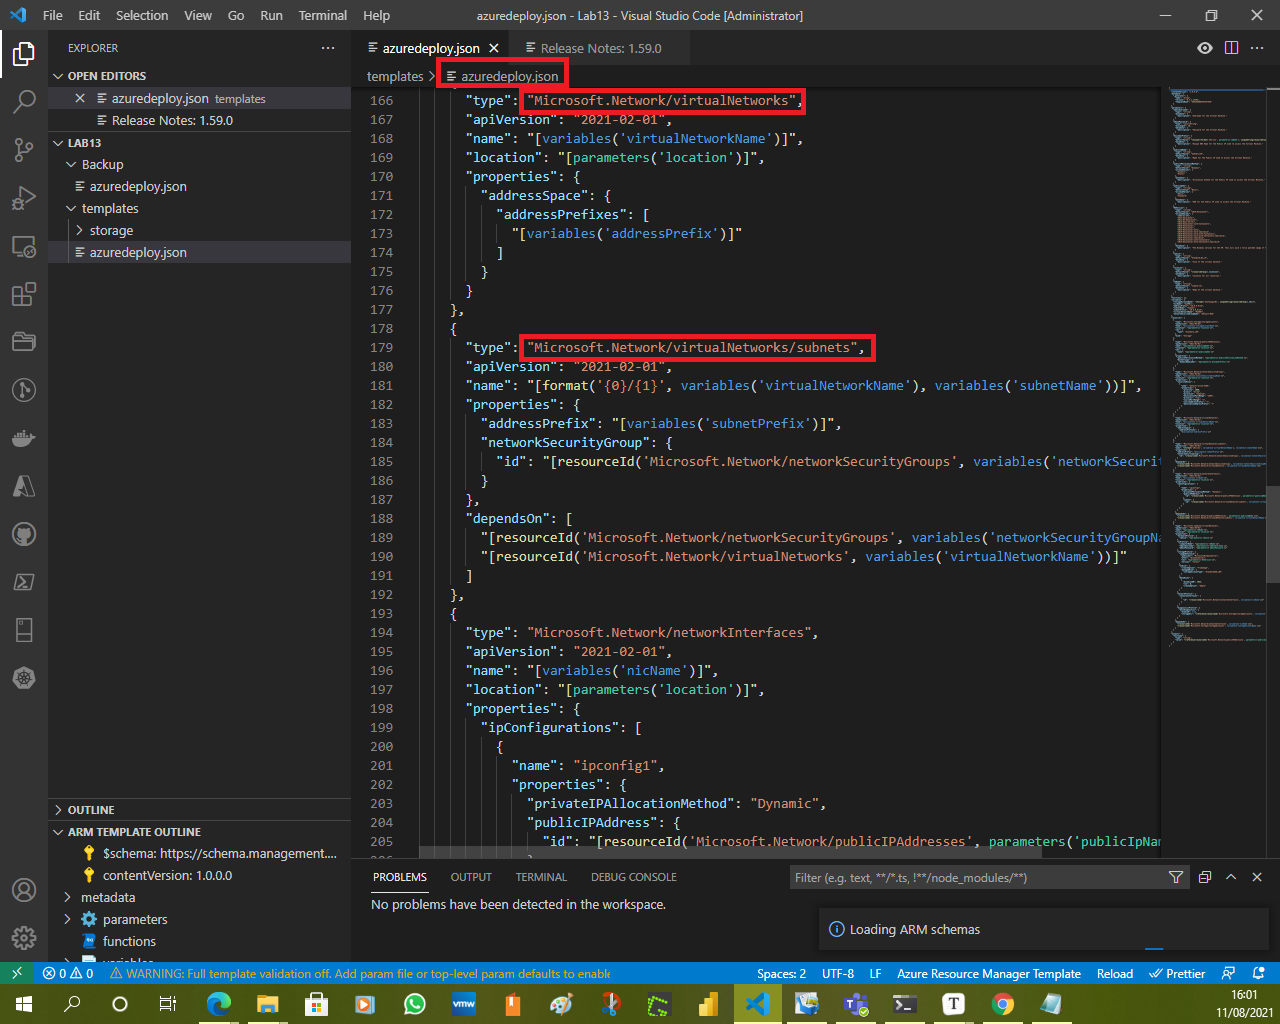 File Edit Selection View Go Run Terminal Help azuredeploy.json - Lab13 - Visual Studio Code [Administrator]
EXPLORER
azuredeploy.json
Release Notes: 1.59.0
OPEN EDITORS
azuredeploy.json templates
Release Notes: 1.59.0
LAB13
Backup
azuredeploy.json
templates
storage
azuredeploy.json
OUTLINE
ARM TEMPLATE OUTLINE
$schema: https://schema.management....
contentVersion: 1.0.0.0
metadata
parameters
functions
variables
templates > azuredeploy.json
166 "type": "Microsoft.Network/virtualNetworks",
167 "apiVersion": "2021-02-01",
168 "name": "[variables('virtualNetworkName')]",
169 "location": "[parameters('location')]",
170 "properties": {
171 "addressSpace": {
172 "addressPrefixes": [
173 "[variables('addressPrefix')]"
174 ]
175 }
176 }
177 },
178 {
179 "type": "Microsoft.Network/virtualNetworks/subnets",
180 "apiVersion": "2021-02-01",
181 "name": "[format('{0}/{1}', variables('virtualNetworkName'), variables('subnetName'))]",
182 "properties": {
183 "addressPrefix": "[variables('subnetPrefix')]",
184 "networkSecurityGroup": {
185 "id": "[resourceId('Microsoft.Network/networkSecurityGroups', variables('networkSecurit
186 }
187 },
188 "dependsOn": [
189 "[resourceId('Microsoft.Network/networkSecurityGroups', variables('networkSecurityGroupNa
190 "[resourceId('Microsoft.Network/virtualNetworks', variables('virtualNetworkName'))]"
191 ]
192 },
193 {
194 "type": "Microsoft.Network/networkInterfaces",
195 "apiVersion": "2021-02-01",
196 "name": "[variables('nicName')]",
197 "location": "[parameters('location')]",
198 "properties": {
199 "ipConfigurations": [
200 {
201 "name": "ipconfig1",
202 "properties": {
203 "privateIPAllocationMethod": "Dynamic",
204 "publicIPAddress": {
205 "id": "[resourceId('Microsoft.Network/publicIPAddresses', parameters('publicIpNam
PROBLEMS OUTPUT TERMINAL DEBUG CONSOLE
Filter (e.g. text, **/*.ts, !**/node_modules/**)
No problems have been detected in the workspace.
Loading ARM schemas
0 0 WARNING: Full template validation off. Add param file or top-level param defaults to enable
Spaces: 2 UTF-8 LF Azure Resource Manager Template Reload Prettier
vmw
T
16:01
11/08/2021